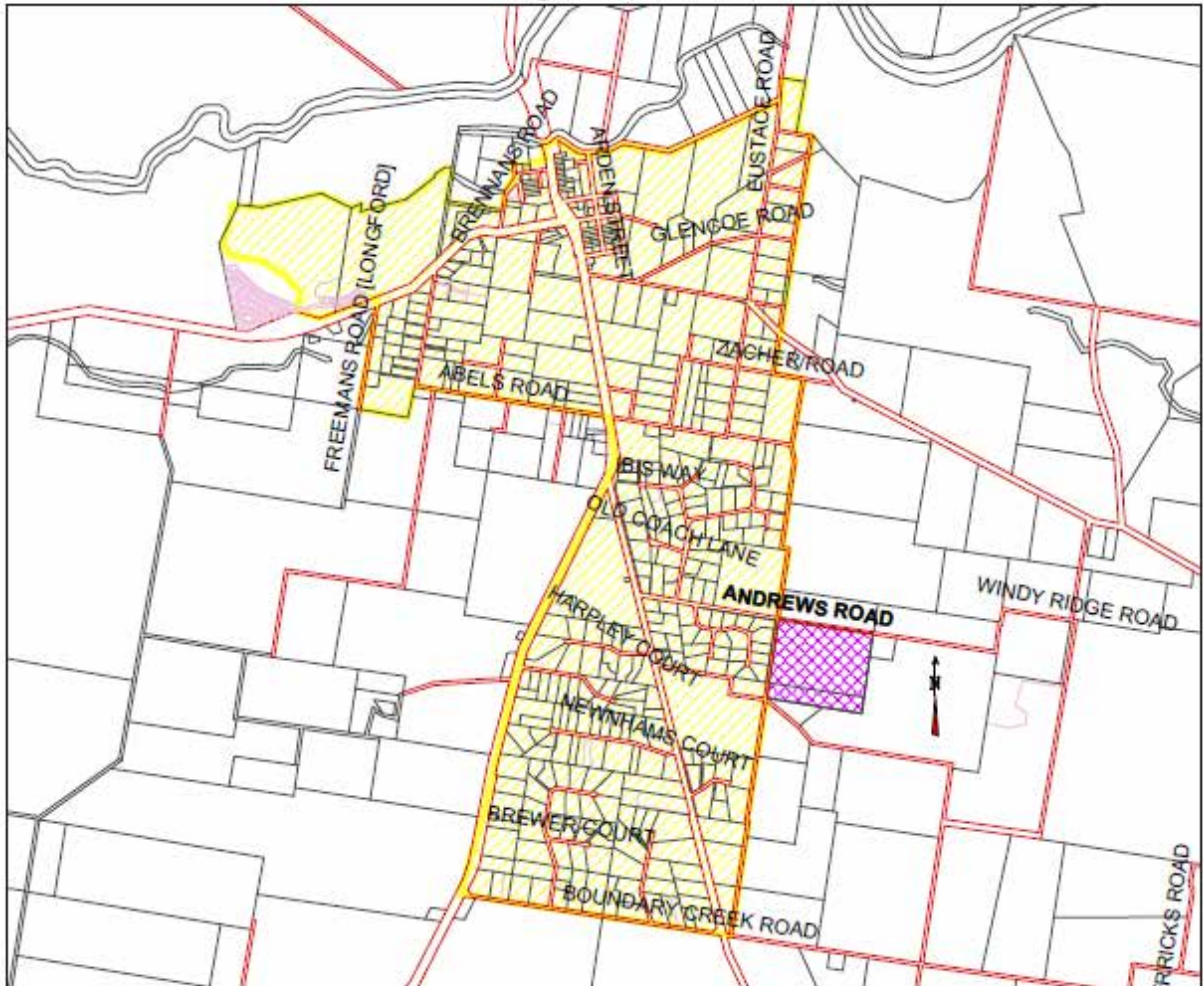 EUSTACE ROAD
BRENNANS ROAD
ARDEN STREET
GLENCOE ROAD
FREEMANS ROAD [LONGFORD]
ZACHER ROAD
ABELS ROAD
IBIS WAY
OLD COACH LANE
WINDY RIDGE ROAD
ANDREWS ROAD
HARPLEY COURT
N
NEWNHAMS COURT
BREWER COURT
BOUNDARY CREEK ROAD
RRICKS ROAD